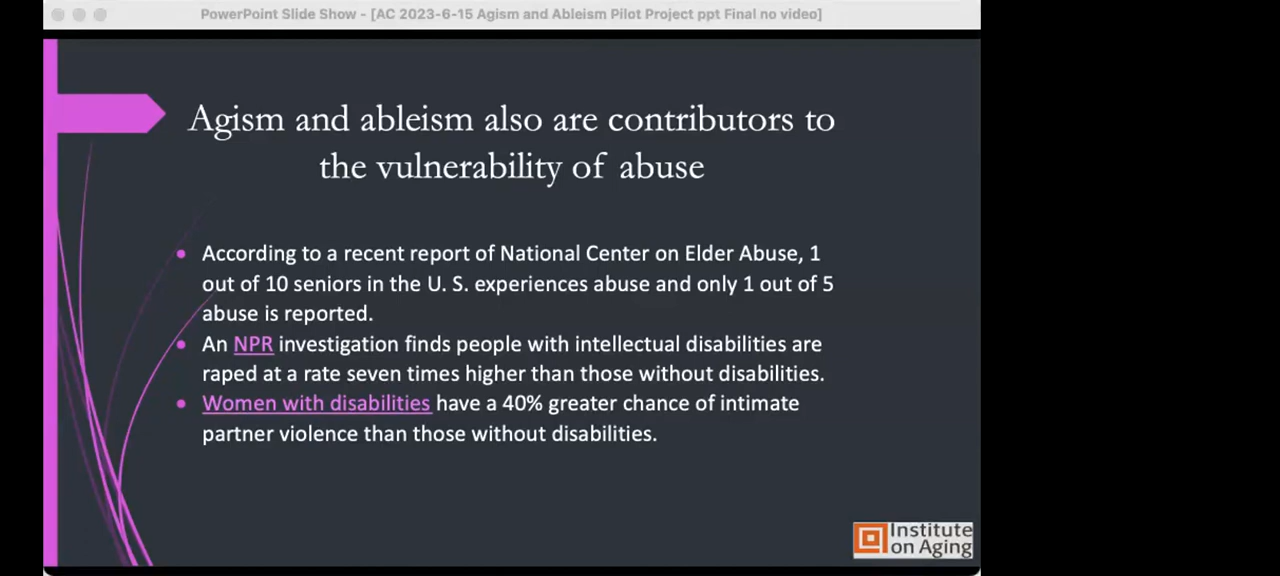 PowerPoint Slide Show - [AC 2023-6-15 Agism and Ableism Pilot Project ppt Final no video]
Agism and ableism also are contributors to
the vulnerability of abuse
According to a recent report of National Center on Elder Abuse, 1
out of 10 seniors in the U. S. experiences abuse and only 1 out of 5
abuse is reported.
An NPR investigation finds people with intellectual disabilities are
raped at a rate seven times higher than those without disabilities.
Women with disabilities have a 40% greater chance of intimate
partner violence than those without disabilities.
Institute
on Aging